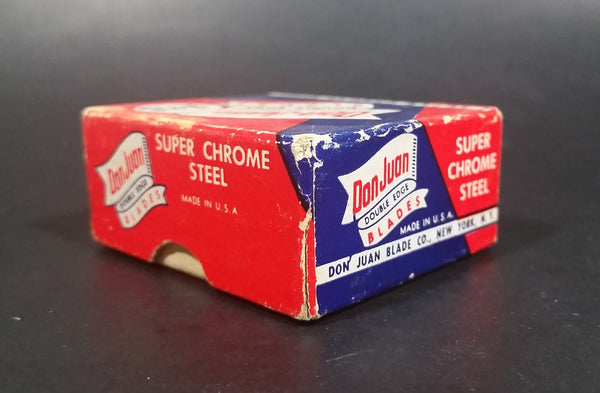 Don Juan
DOUBLE EDGE
BLADES
SUPER CHROME
STEEL
MADE IN U.S.A
Don Juan
DOUBLE EDGE
BLADES
MADE IN U.S.A.
SUPER
CHROME
STEEL
DON JUAN BLADE CO., NEW YORK, N.Y.